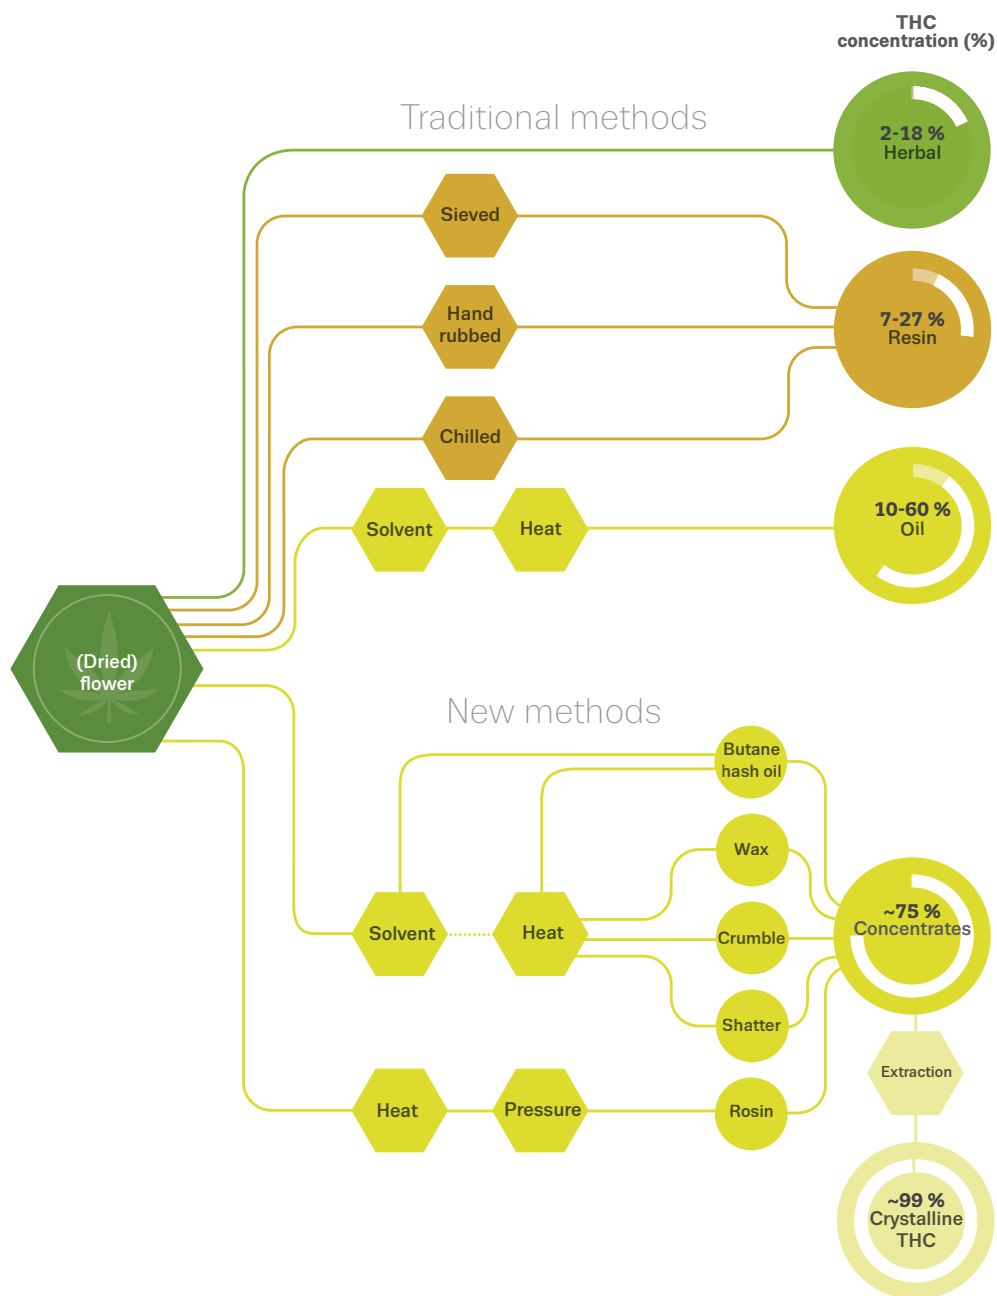 THC
concentration (%)
Traditional methods
2-18 %
Herbal
Sieved
Hand
rubbed
7-27 %
Resin
Chilled
Solvent
Heat
10-60 %
Oil
(Dried)
flower
New methods
Butane
hash oil
Wax
Solvent
Heat
Crumble
~75 %
Concentrates
Shatter
Extraction
Heat
Pressure
Rosin
~99 %
Crystalline
THC